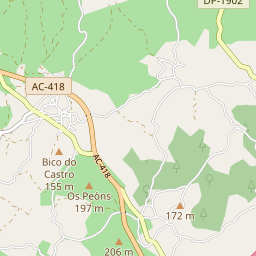 DP-1902
AC-418
Bico do
Castro
155 m
AC-418
Os Peóns
197 m
172 m
206 m